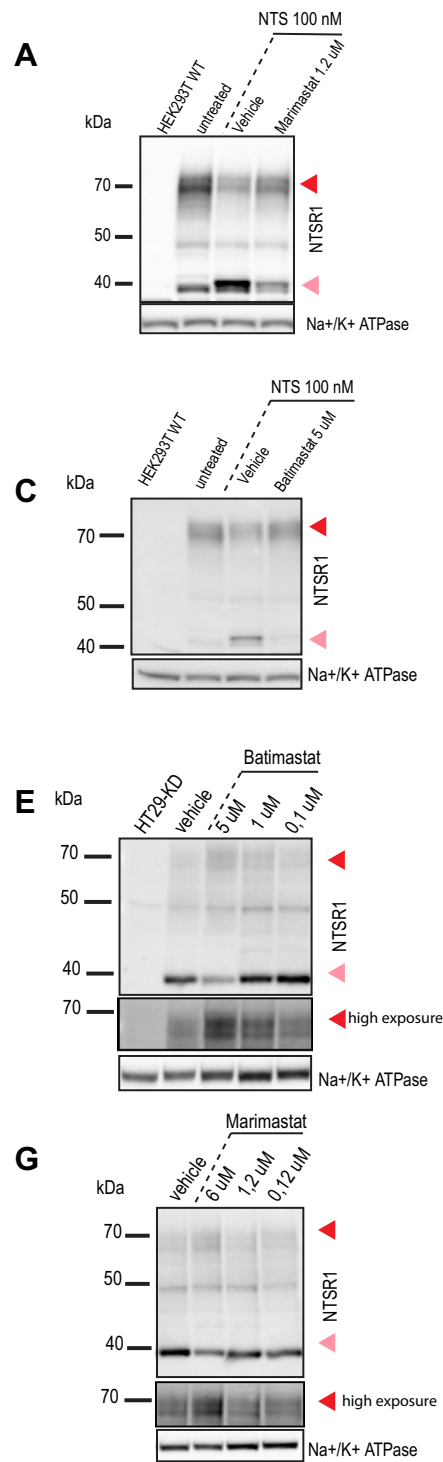 A
NTS 100 nM
HEK293T WT
untreated
Vehicle
Marimastat 1.2 uM
kDa
70
50
40
NTSR1
Na+/K+ ATPase
C
NTS 100 nM
HEK293T WT
untreated
Vehicle
Batimastat 5 uM
kDa
70
50
40
NTSR1
Na+/K+ ATPase
E
Batimastat
HT29-KD
vehicle
5 uM
1 uM
0,1uM
kDa
70
50
40
NTSR1
70
high exposure
Na+/K+ ATPase
G
Marimastat
vehicle
6 uM
1,2 uM
0,12 uM
kDa
70
50
40
NTSR1
70
high exposure
Na+/K+ ATPase